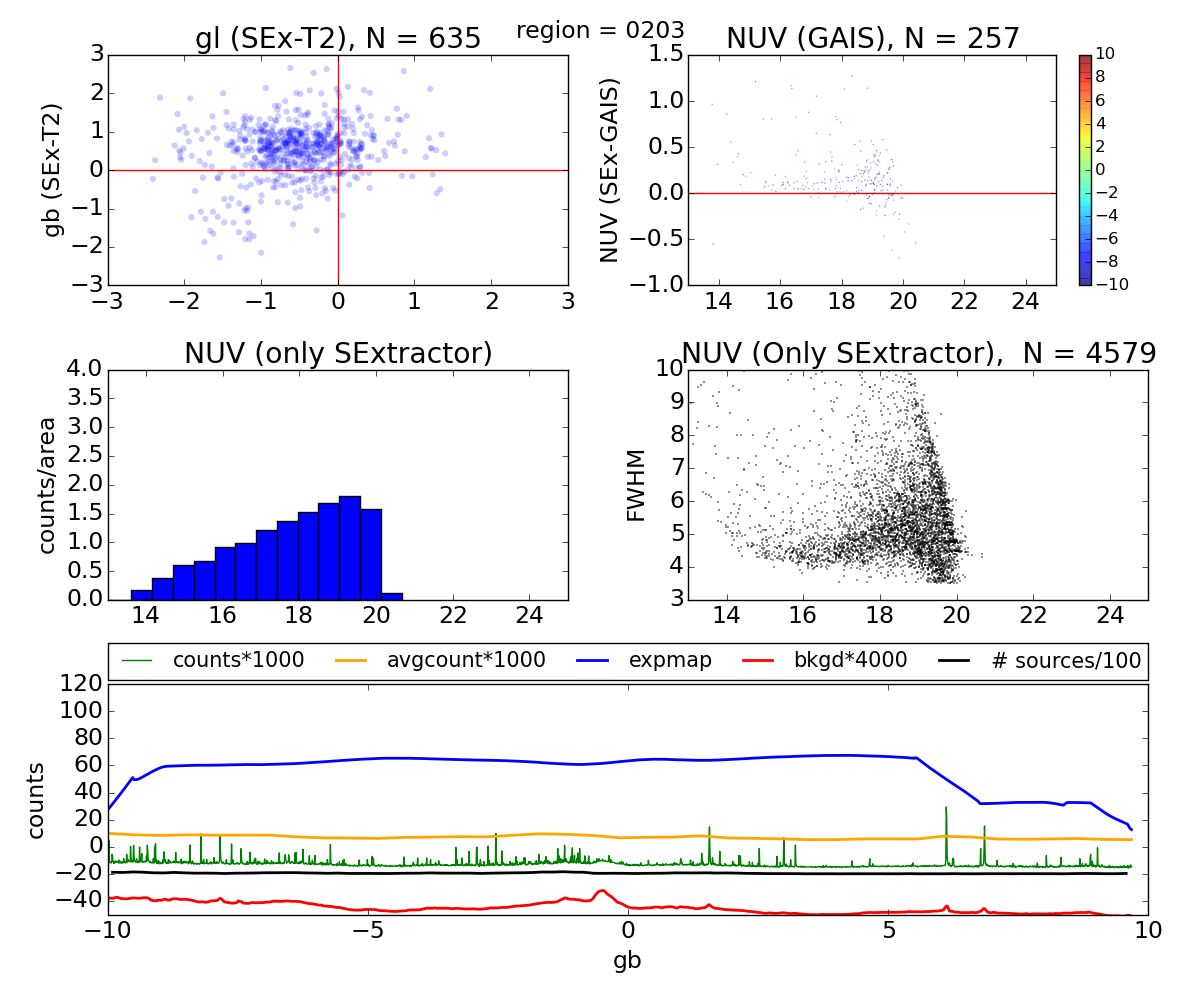 region = 0203
gl (SEx-T2), N = 635
3
2
1
0
−1
−2
−3
gb (SEx-T2)
−3 −2 −1 0 1 2 3
NUV (GAIS), N = 257
1.5
1.0
0.5
0.0
−0.5
−1.0
NUV (SEx-GAIS)
14 16 18 20 22 24
10
8
6
4
2
0
−2
−4
−6
−8
−10
NUV (only SExtractor)
4.0
3.5
3.0
2.5
2.0
1.5
1.0
0.5
0.0
counts/area
14 16 18 20 22 24
NUV (Only SExtractor),  N = 4579
10
9
8
7
6
5
4
3
FWHM
14 16 18 20 22 24
counts*1000 avgcount*1000 expmap bkgd*4000 # sources/100
120
100
80
60
40
20
0
−20
−40
counts
−10 −5 0 5 10
gb